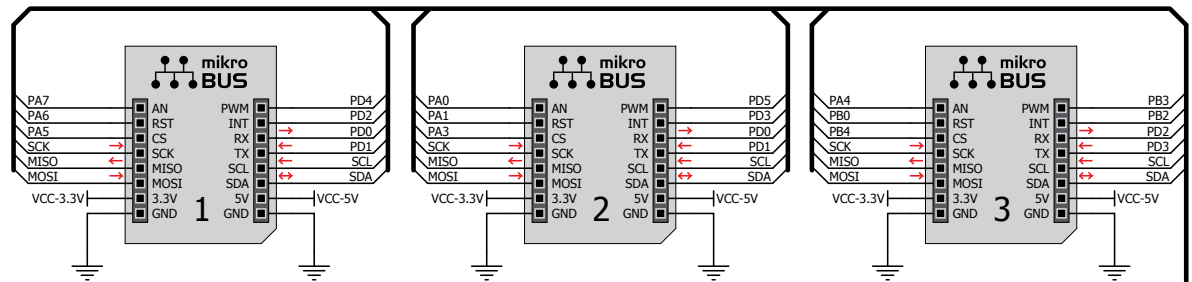 mikro
BUS
PA7 AN PWM PD4
PA6 RST INT PD2
PA5 CS RX PD0
SCK SCK TX PD1
MISO MISO SCL SCL
MOSI MOSI SDA SDA
VCC-3.3V 3.3V 5V VCC-5V
GND 1 GND
mikro
BUS
PA0 AN PWM PD5
PA1 RST INT PD3
PA3 CS RX PD0
SCK SCK TX PD1
MISO MISO SCL SCL
MOSI MOSI SDA SDA
VCC-3.3V 3.3V 5V VCC-5V
GND 2 GND
mikro
BUS
PA4 AN PWM PB3
PB0 RST INT PB2
PB4 CS RX PD2
SCK SCK TX PD3
MISO MISO SCL SCL
MOSI MOSI SDA SDA
VCC-3.3V 3.3V 5V VCC-5V
GND 3 GND